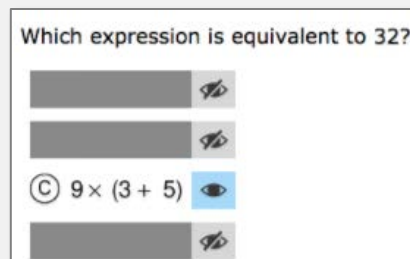 Which expression is equivalent to 32?
C 9 × (3 + 5)